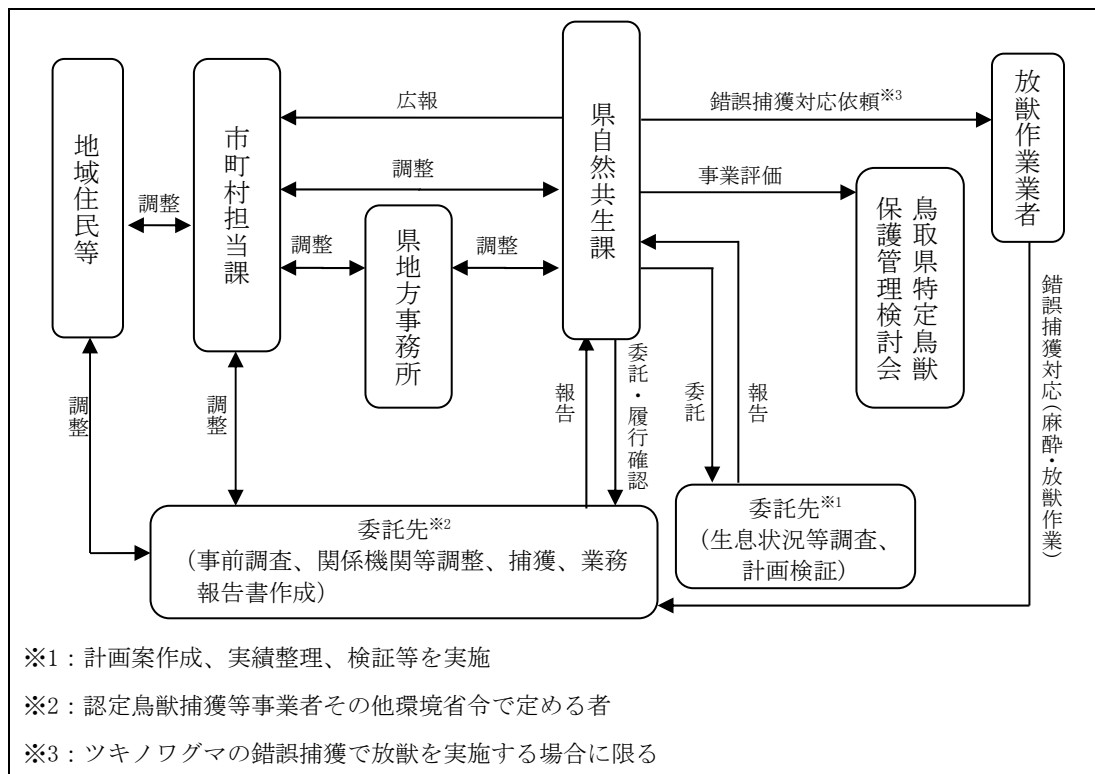 地域住民等
調整
市町村担当課
広報
調整
調整
県地方事務所
調整
県自然共生課
錯誤捕獲対応依頼※3
事業評価
放獣作業業者
鳥取県特定鳥獣
保護管理検討会
調整
調整
報告
委託・履行確認
委託
報告
錯誤捕獲対応(麻酔・放獣作業)
委託先※2
(事前調査、関係機関等調整、捕獲、業務
報告書作成)
委託先※1
(生息状況等調査、
計画検証)
※1：計画案作成、実績整理、検証等を実施
※2：認定鳥獣捕獲等事業者その他環境省令で定める者
※3：ツキノワグマの錯誤捕獲で放獣を実施する場合に限る